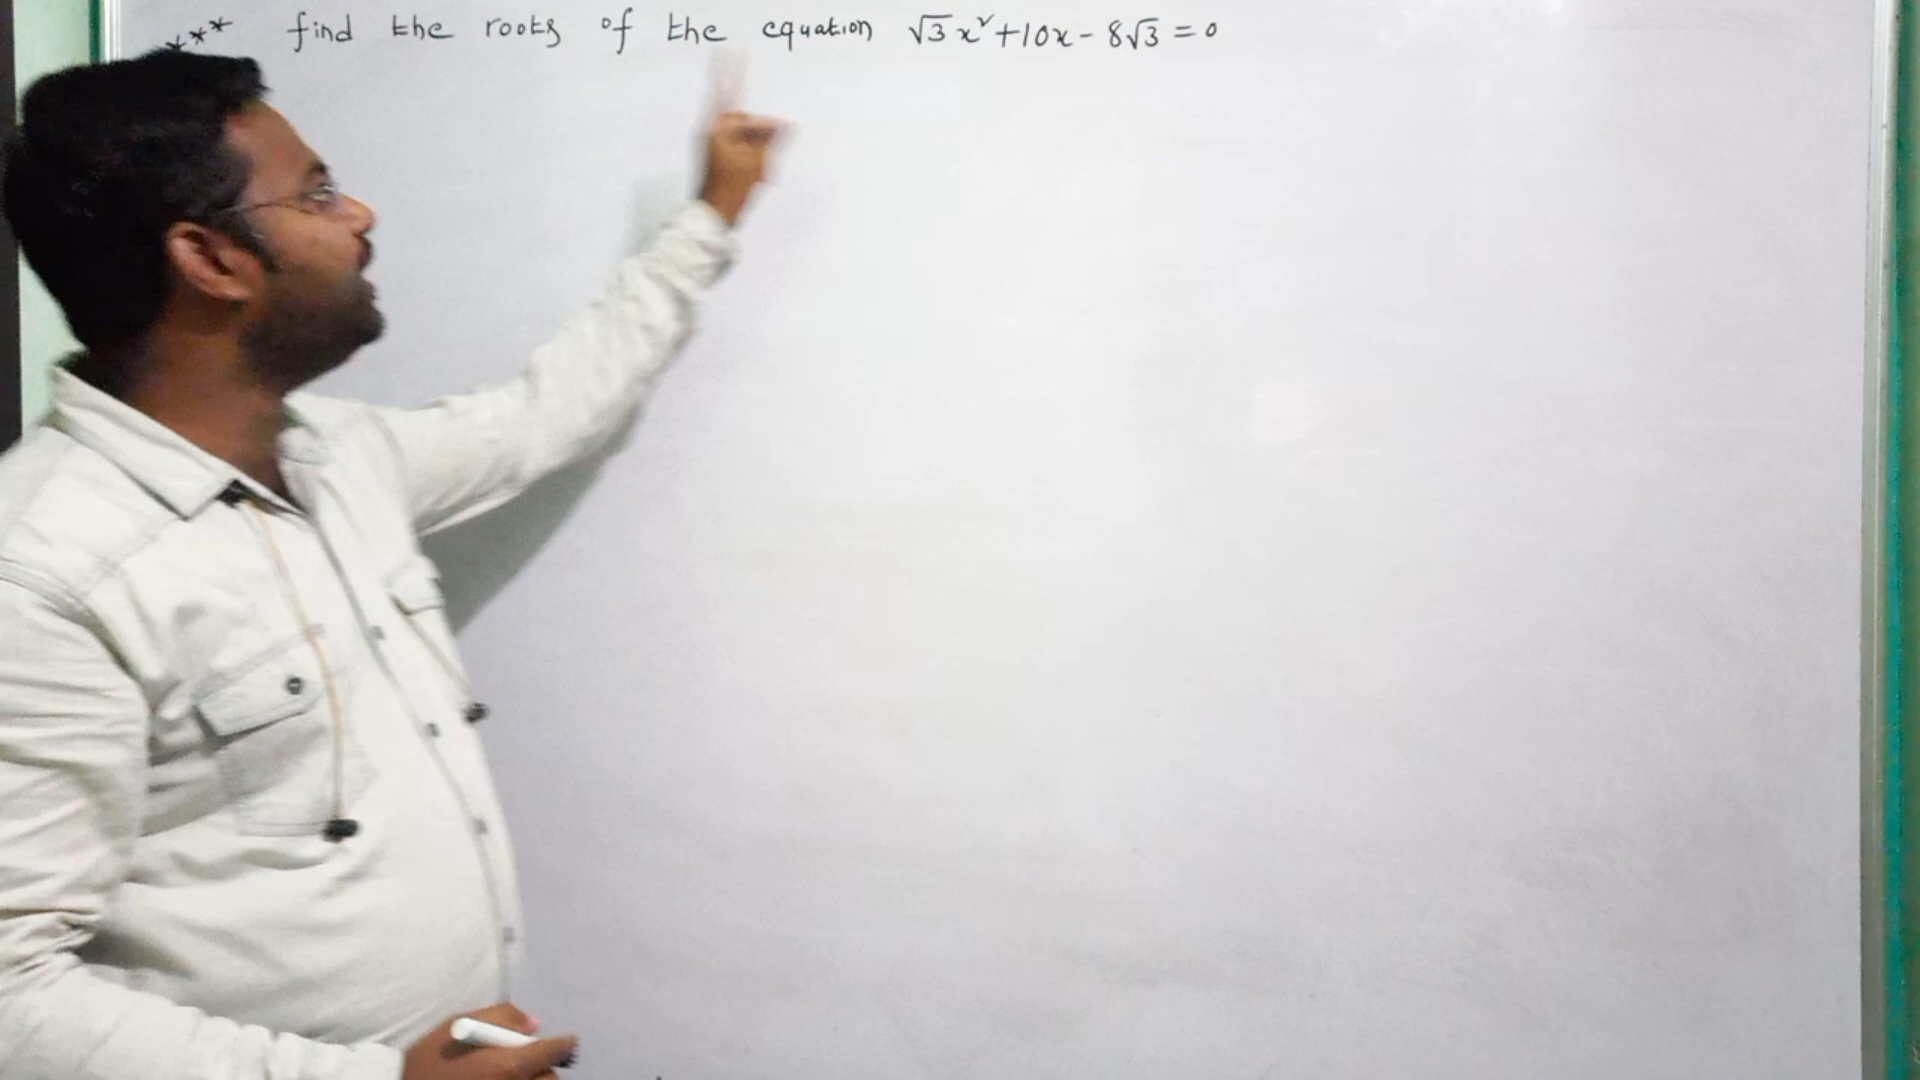 *** find the roots of the equation √3x²+10x-8√3=0